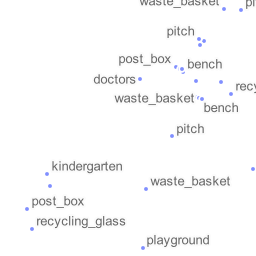 waste_basket
pi
pitch
post_box
bench
doctors
recy
waste_basket
bench
pitch
kindergarten
waste_basket
post_box
recycling_glass
playground